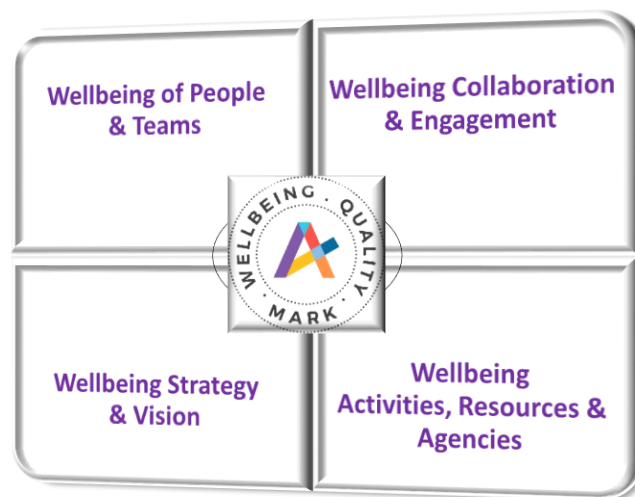 Wellbeing of People
& Teams
Wellbeing Collaboration
& Engagement
WELLBEING . QUALITY . MARK .
Wellbeing Strategy
& Vision
Wellbeing
Activities, Resources &
Agencies